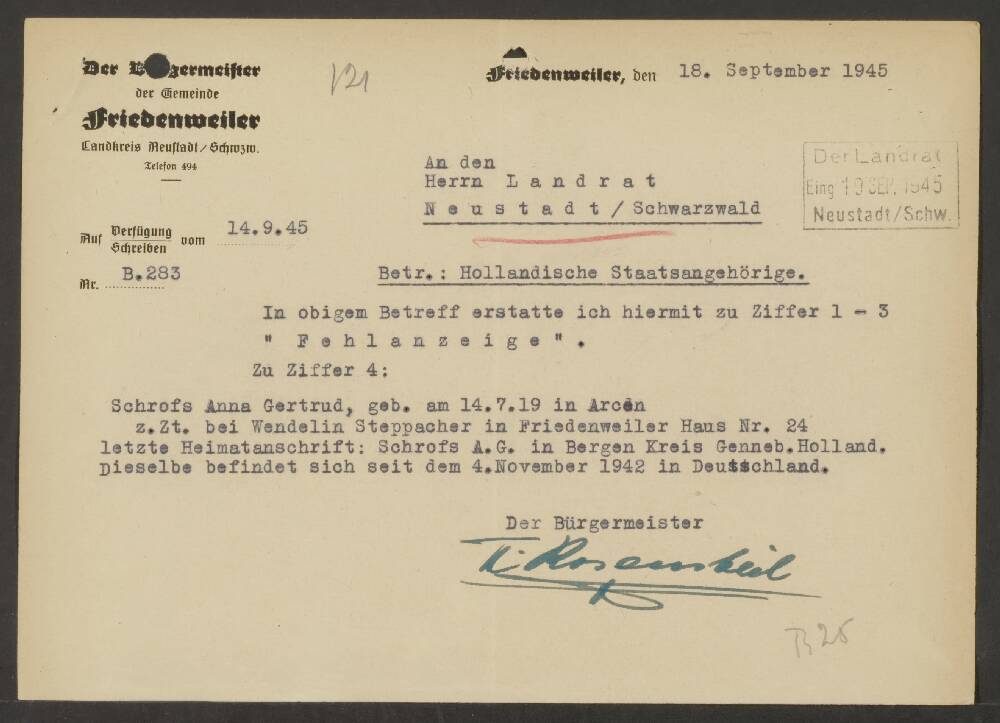 Der Bürgermeister
der Gemeinde
Friedenweiler
Landkreis Neustadt/Schwzw.
Telefon 494
121
Friedenweiler, den 18. September 1945
An den
Herrn Landrat
Neustadt/Schwarzwald
Der Landrat
Eing 19 SEP. 1945
Neustadt/Schw.
Auf Verfügung
Schreiben vom 14.9.45
Nr. B.283
Betr.: Hollandische Staatsangehörige.
In obigem Betreff erstatte ich hiermit zu Ziffer 1 - 3
" Fehlanzeige ".
Zu Ziffer 4:
Schrofs Anna Gertrud, geb. am 14.7.19 in Arcen
z.Zt. bei Wendelin Steppacher in Friedenweiler Haus Nr. 24
letzte Heimatanschrift: Schrofs A.G. in Bergen Kreis Genneb.Holland.
pieselbe befindet sich seit dem 4.November 1942 in Deutschland.
Der Bürgermeister